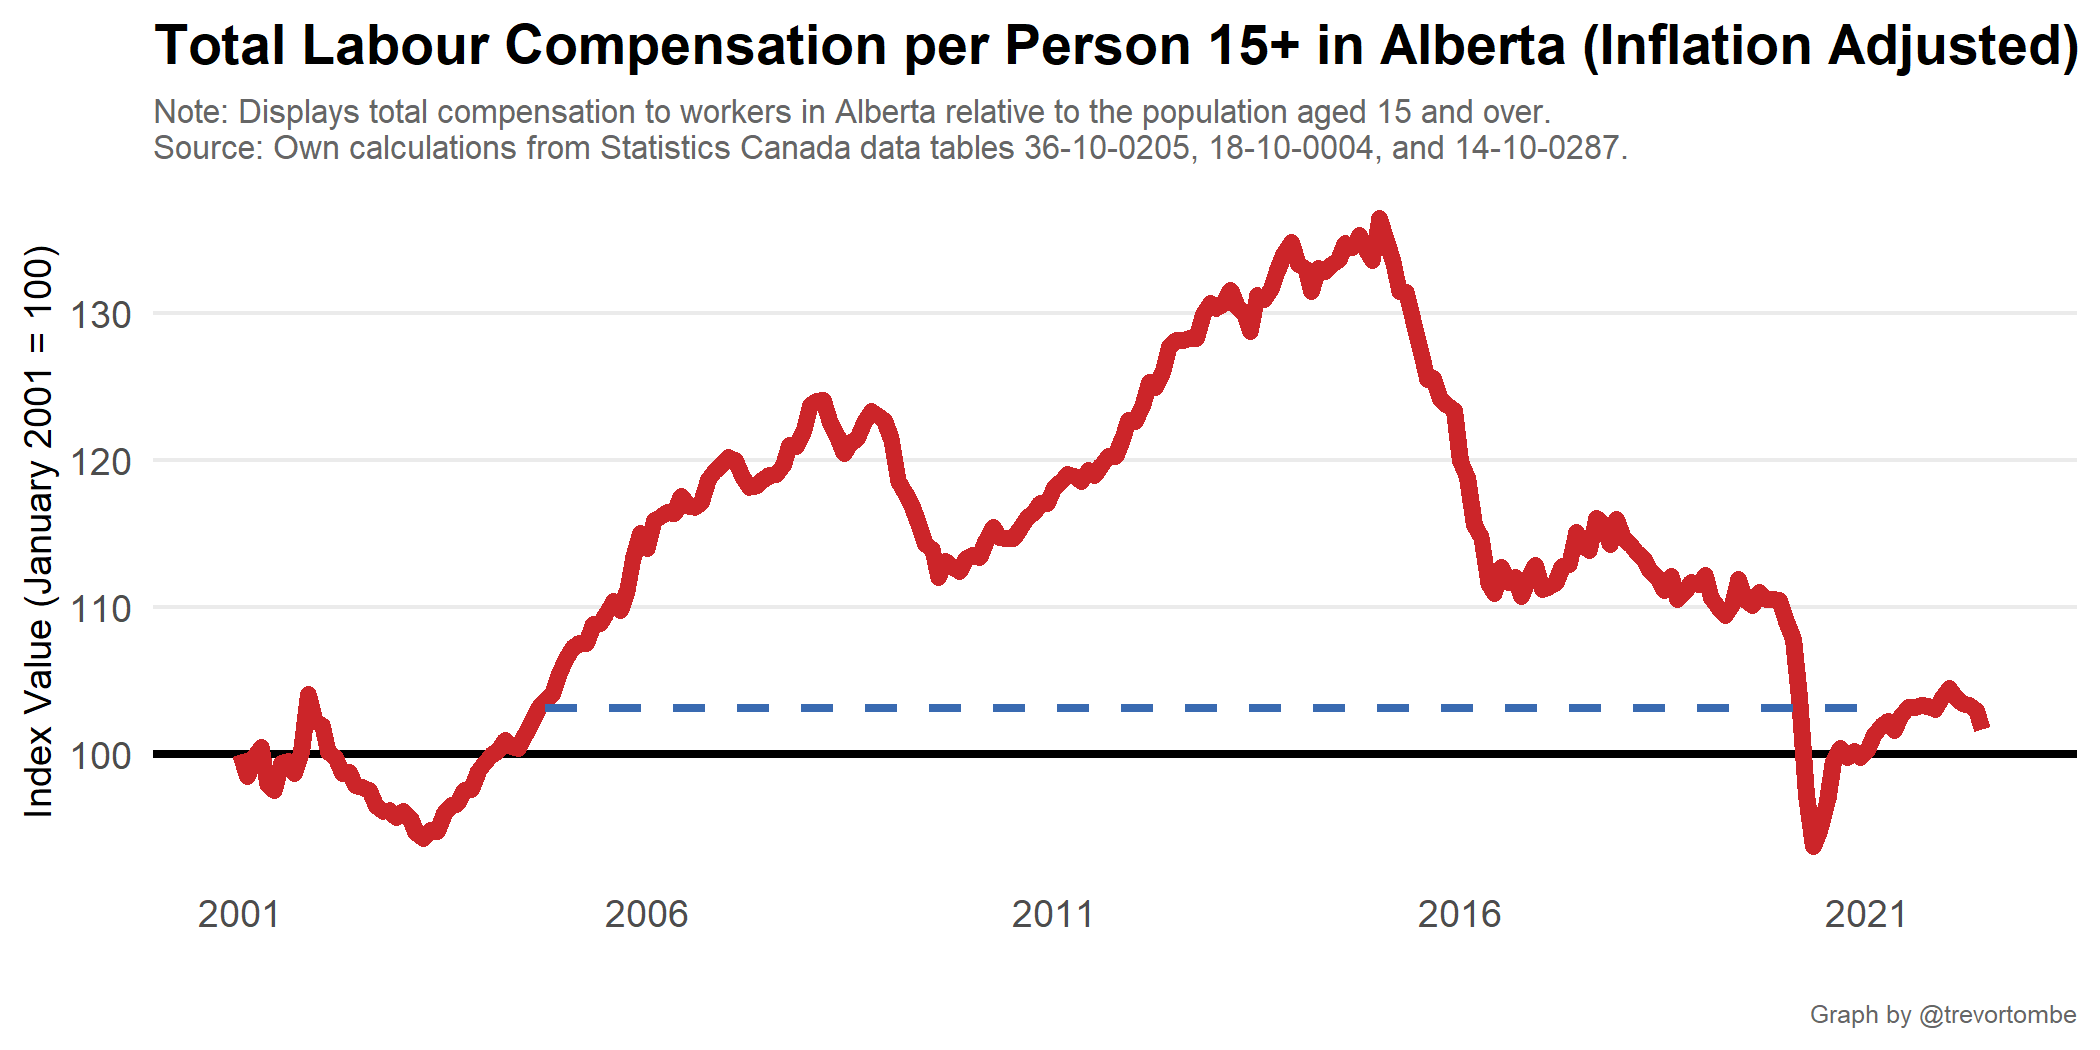 Total Labour Compensation per Person 15+ in Alberta (Inflation Adjusted)
Note: Displays total compensation to workers in Alberta relative to the population aged 15 and over.
Source: Own calculations from Statistics Canada data tables 36-10-0205, 18-10-0004, and 14-10-0287.
Index Value (January 2001 = 100)
130
120
110
100
2001
2006
2011
2016
2021
Graph by @trevortombe